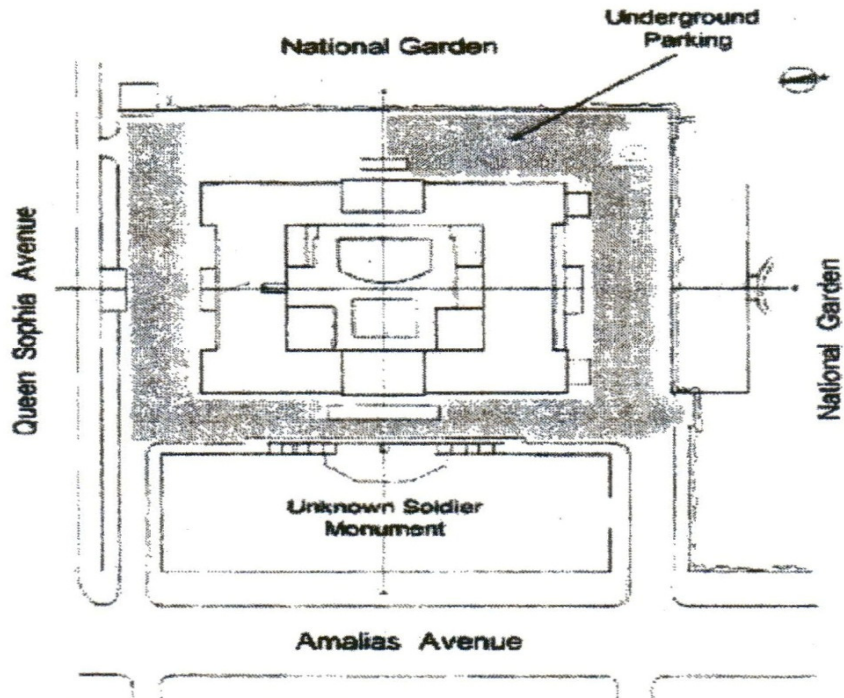 Underground
Parking
National Garden
Queen Sophia Avenue
National Garden
Unknown Soldier
Monument
Amalias Avenue